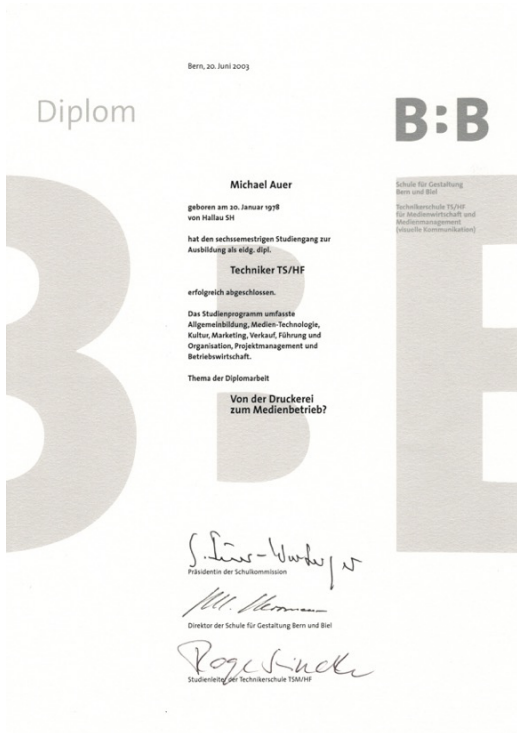 Bern, 20. Juni 2003
Diplom
B:B
Schule für Gestaltung
Bern und Biel
Technikerschule TS/HF
für Medienwirtschaft und
Medienmanagement
(visuelle Kommunikation)
Michael Auer
geboren am 20. Januar 1978
von Hallau SH
hat den sechssemestrigen Studiengang zur
Ausbildung als eidg. dipl.
Techniker TS/HF
erfolgreich abgeschlossen.
Das Studienprogramm umfasste
Allgemeinbildung, Medien-Technologie,
Kultur, Marketing, Verkauf, Führung und
Organisation, Projektmanagement und
Betriebswirtschaft.
Thema der Diplomarbeit
Von der Druckerei
zum Medienbetrieb?
Präsidentin der Schulkommission
Direktor der Schule für Gestaltung Bern und Biel
Studienleiter der Technikerschule TSM/HF